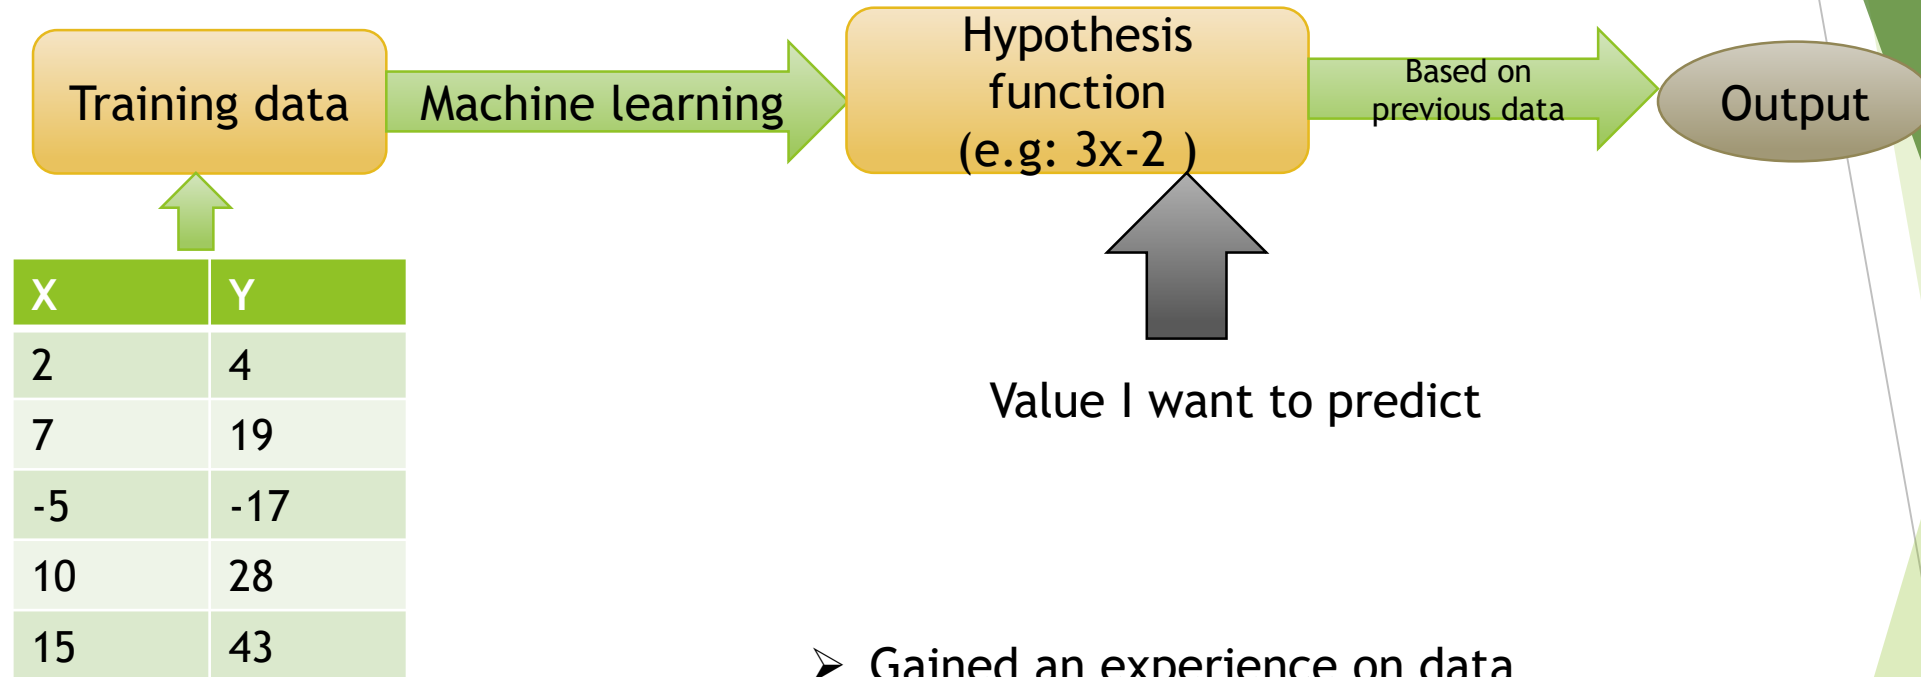 Training data
Machine learning
Hypothesis
function
(e.g: 3x-2 )
Based on
previous data
Output
X Y
2 4
7 19
-5 -17
10 28
15 43
Value I want to predict
➢ Gained an experience on data